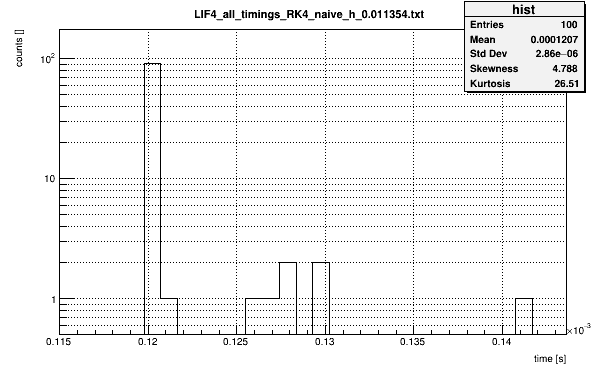 LIF4_all_timings_RK4_naive_h_0.011354.txt
hist
Entries 100
Mean 0.0001207
Std Dev 2.86e−06
Skewness 4.788
Kurtosis 26.51
counts []
10²
10
1
0.115 0.12 0.125 0.13 0.135 0.14
×10⁻³
time [s]